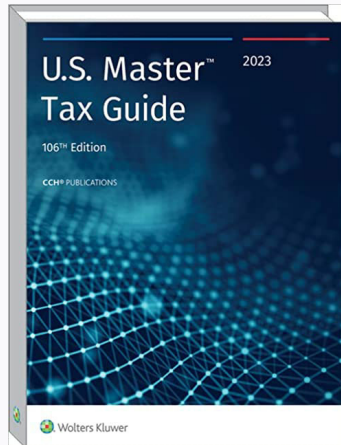 U.S. Master™ 2023
Tax Guide
106TH Edition
CCH® PUBLICATIONS
Wolters Kluwer